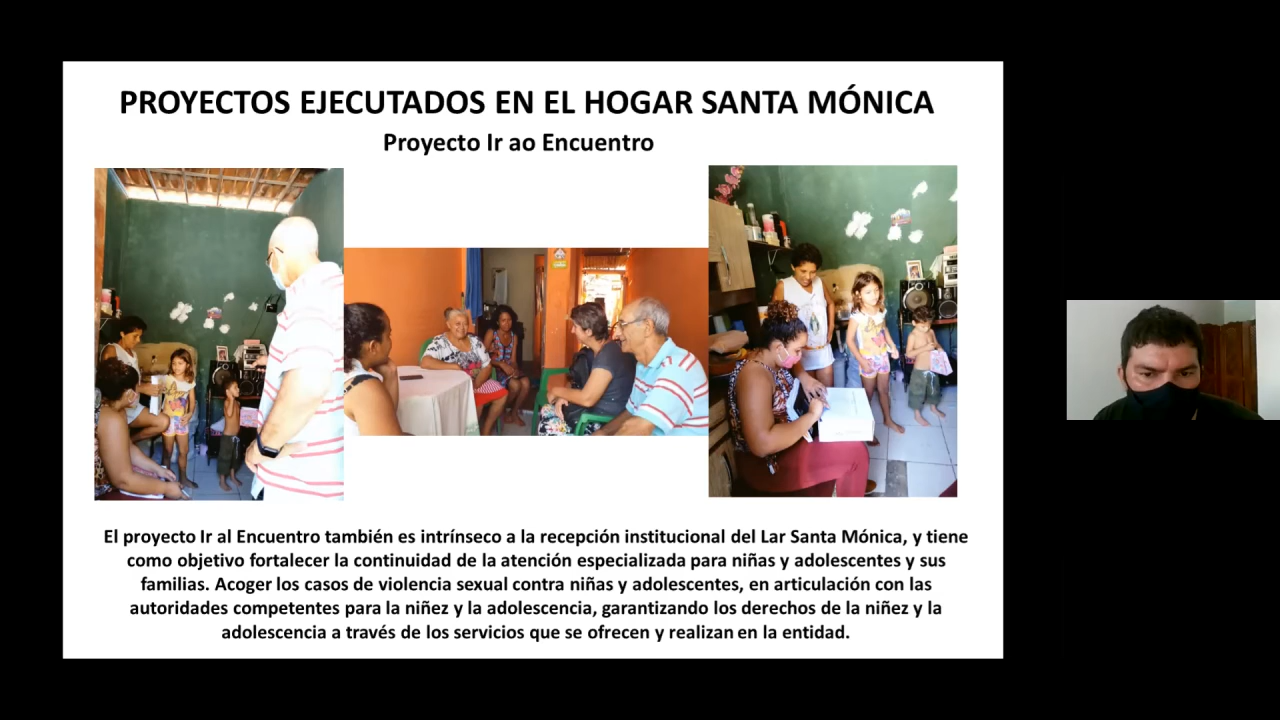 PROYECTOS EJECUTADOS EN EL HOGAR SANTA MÓNICA
Proyecto Ir ao Encuentro
El proyecto Ir al Encuentro también es intrínseco a la recepción institucional del Lar Santa Mónica, y tiene
como objetivo fortalecer la continuidad de la atención especializada para niñas y adolescentes y sus
familias. Acoger los casos de violencia sexual contra niñas y adolescentes, en articulación con las
autoridades competentes para la niñez y la adolescencia, garantizando los derechos de la niñez y la
adolescencia a través de los servicios que se ofrecen y realizan en la entidad.